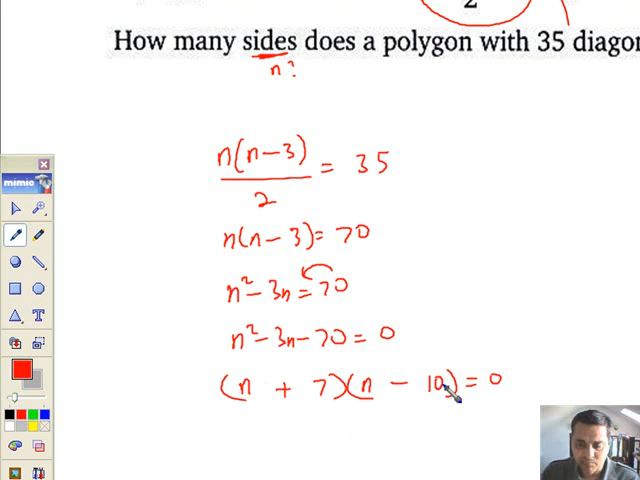 2
How many sides does a polygon with 35 diagon
n?
n(n-3)/2 = 35
n(n-3) = 70
n² - 3n = 70
n² - 3n - 70 = 0
(n + 7)(n - 10) = 0
mimio
T